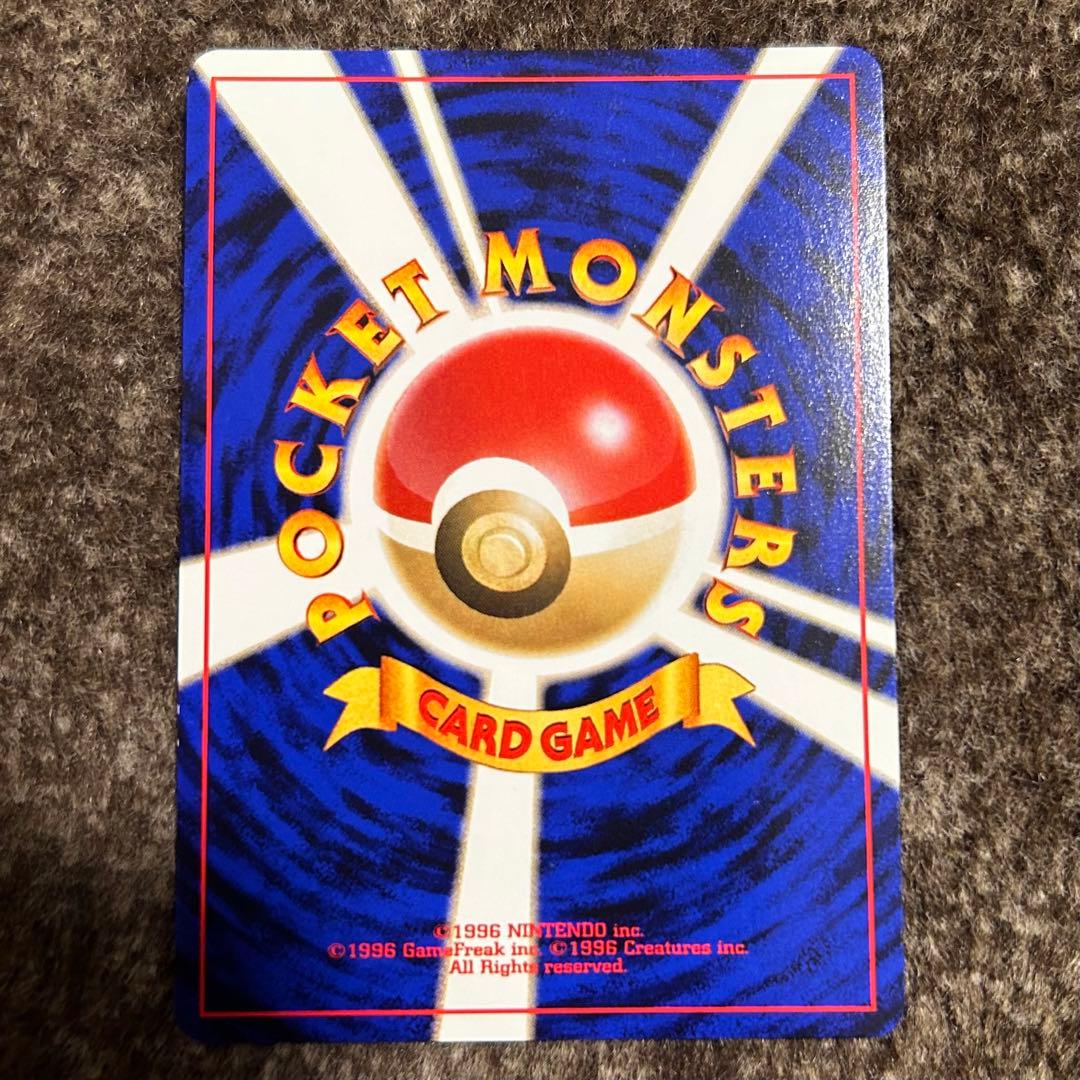 POCKET MONSTERS
CARD GAME
©1996 NINTENDO inc.
©1996 GameFreak inc. ©1996 Creatures inc.
All Rights reserved.